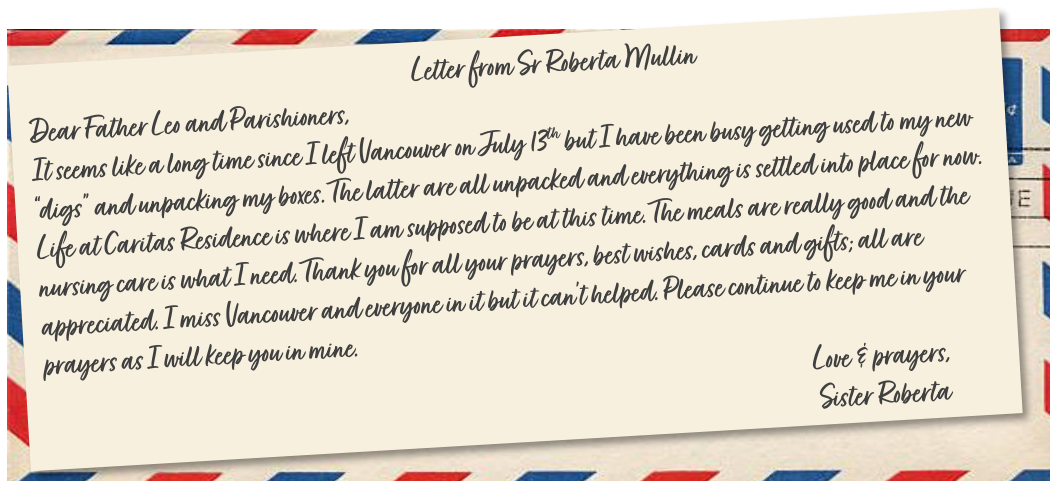 Letter from Sr Roberta Mullin
Dear Father Leo and Parishioners,
It seems like a long time since I left Vancouver on July 13th but I have been busy getting used to my new
“digs” and unpacking my boxes. The latter are all unpacked and everything is settled into place for now.
Life at Caritas Residence is where I am supposed to be at this time. The meals are really good and the
nursing care is what I need. Thank you for all your prayers, best wishes, cards and gifts; all are
appreciated. I miss Vancouver and everyone in it but it can't helped. Please continue to keep me in your
prayers as I will keep you in mine.
Love & prayers,
Sister Roberta